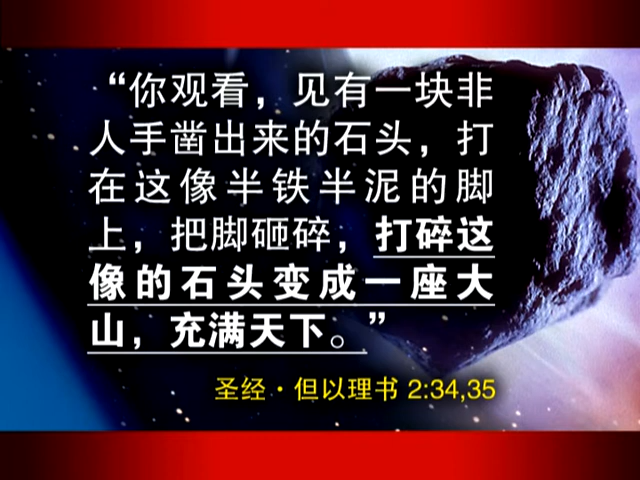 “你观看，见有一块非
人手凿出来的石头，打
在这像半铁半泥的脚
上，把脚砸碎，打碎这
像的石头变成一座大
山，充满天下。”
圣经·但以理书 2:34,35